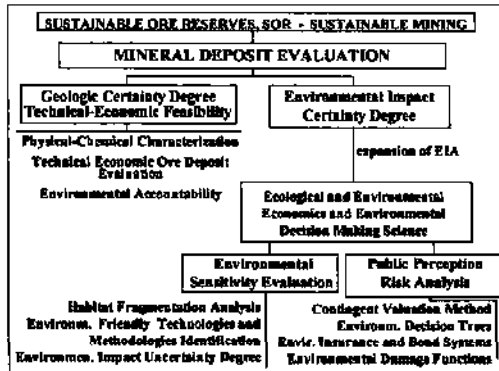 SUSTAINABLE ORE RESERVES, SOR - SUSTAINABLE MINING
MINERAL DEPOSIT EVALUATION
Geologic Certainty Degree
Technical-Economic Feasibility
Environmental Impact
Certainty Degree
Physical-Chemical Characterization
Technical Economic Ore Deposit
Evaluation
Environmental Accountability
expansion of EIA
Ecological and Environmental
Economics and Environmental
Decision Making Science
Environmental
Sensitivity Evaluation
Public Perception
Risk Analysis
Habitat Fragmentation Analysis
Environm. Friendly Technologies and
Methodologies Identification
Environmen. Impact Uncertainty Degree
Contingent Valuation Method
Environm. Decision Trees
Envir. Insurance and Bond Systems
Environmental Damage Functions